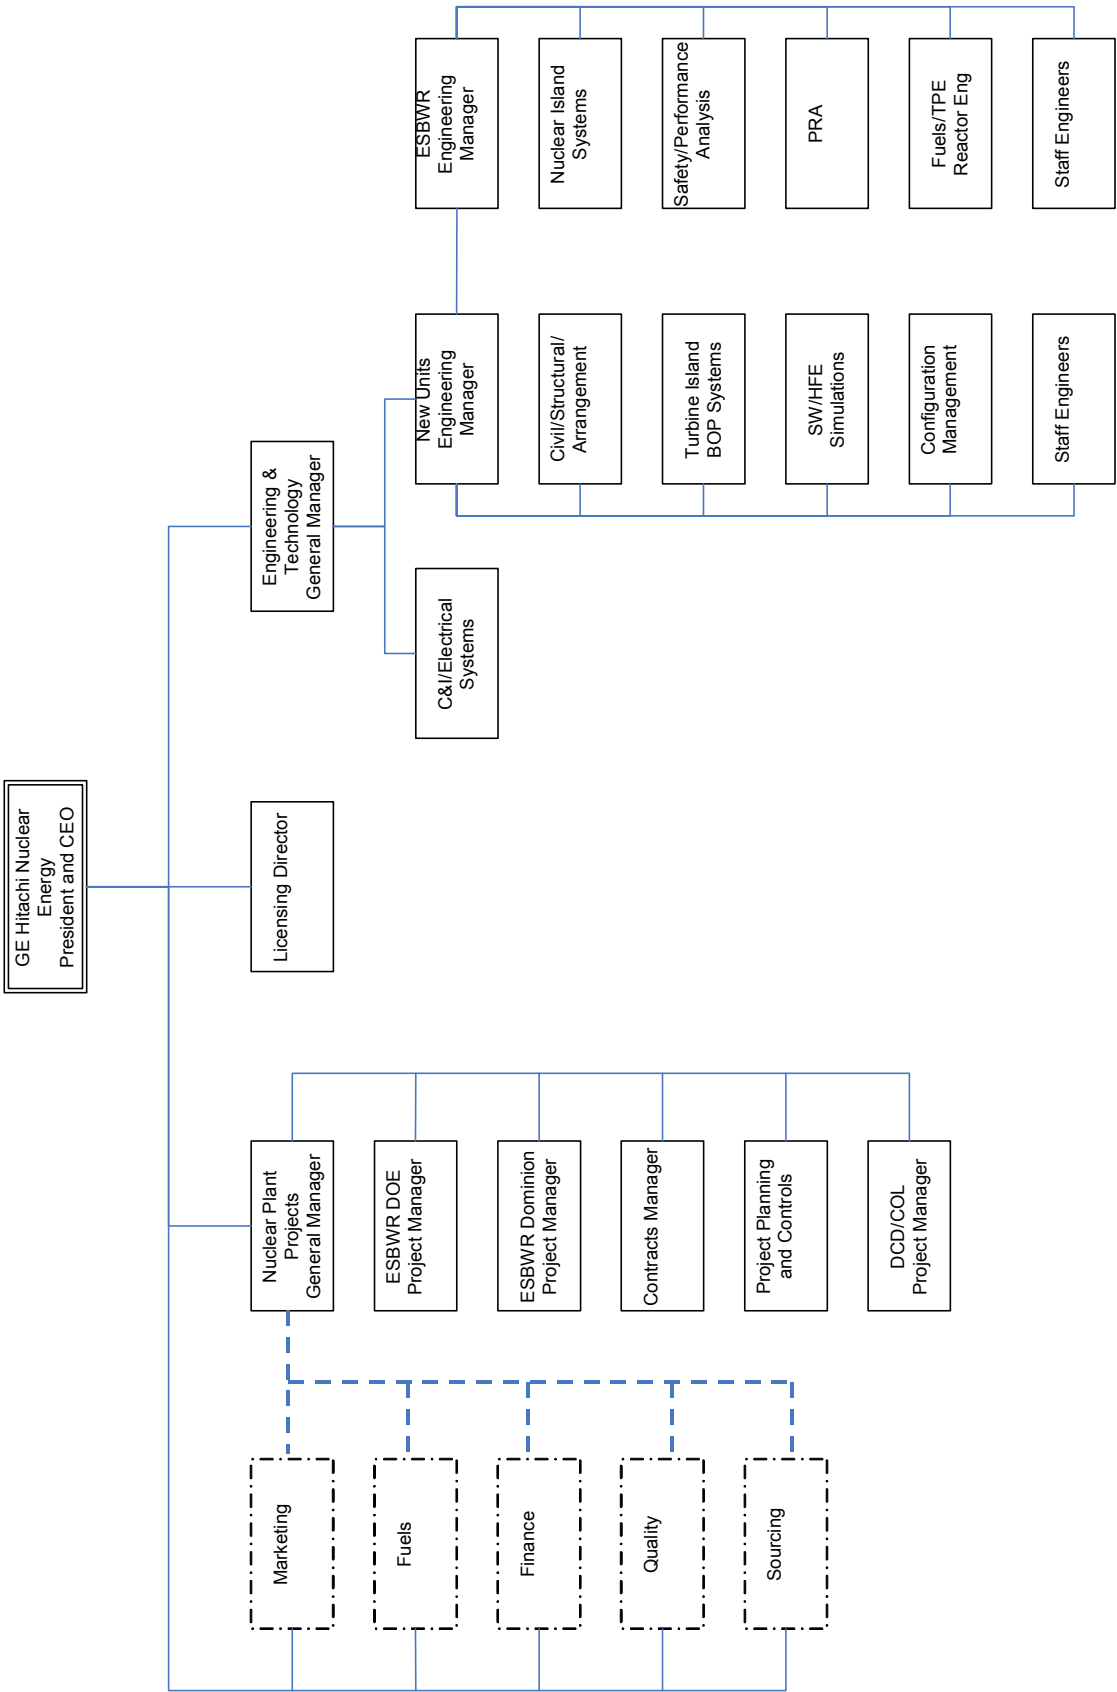 GE Hitachi Nuclear
Energy
President and CEO
Marketing
Fuels
Finance
Quality
Sourcing
Nuclear Plant
Projects
General Manager
ESBWR DOE
Project Manager
ESBWR Dominion
Project Manager
Contracts Manager
Project Planning
and Controls
DCD/COL
Project Manager
Licensing Director
Engineering &
Technology
General Manager
C&I/Electrical
Systems
New Units
Engineering
Manager
Civil/Structural/
Arrangement
Turbine Island
BOP Systems
SW/HFE
Simulations
Configuration
Management
Staff Engineers
ESBWR
Engineering
Manager
Nuclear Island
Systems
Safety/Performance
Analysis
PRA
Fuels/TPE
Reactor Eng
Staff Engineers